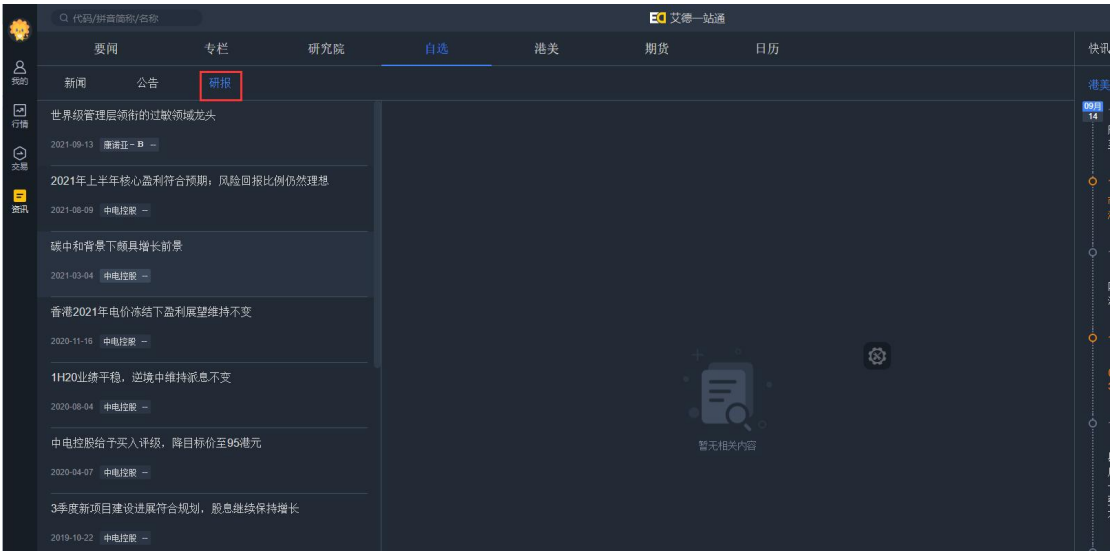 代码/拼音简称/名称
艾德一站通
要闻 专栏 研究院 自选 港美 期货 日历 快讯
我的
行情
交易
资讯
新闻 公告 研报 港美
世界级管理层领衔的过敏领域龙头
2021-09-13 康诺亚-B --
09月
14
2021年上半年核心盈利符合预期;风险回报比例仍然理想
2021-08-09 中电控股 --
碳中和背景下颇具增长前景
2021-03-04 中电控股 --
香港2021年电价冻结下盈利展望维持不变
2020-11-16 中电控股 --
1H20业绩平稳,逆境中维持派息不变
2020-08-04 中电控股 --
中电控股给予买入评级,降目标价至95港元
2020-04-07 中电控股 --
3季度新项目建设进展符合规划,股息继续保持增长
2019-10-22 中电控股 --
暂无相关内容